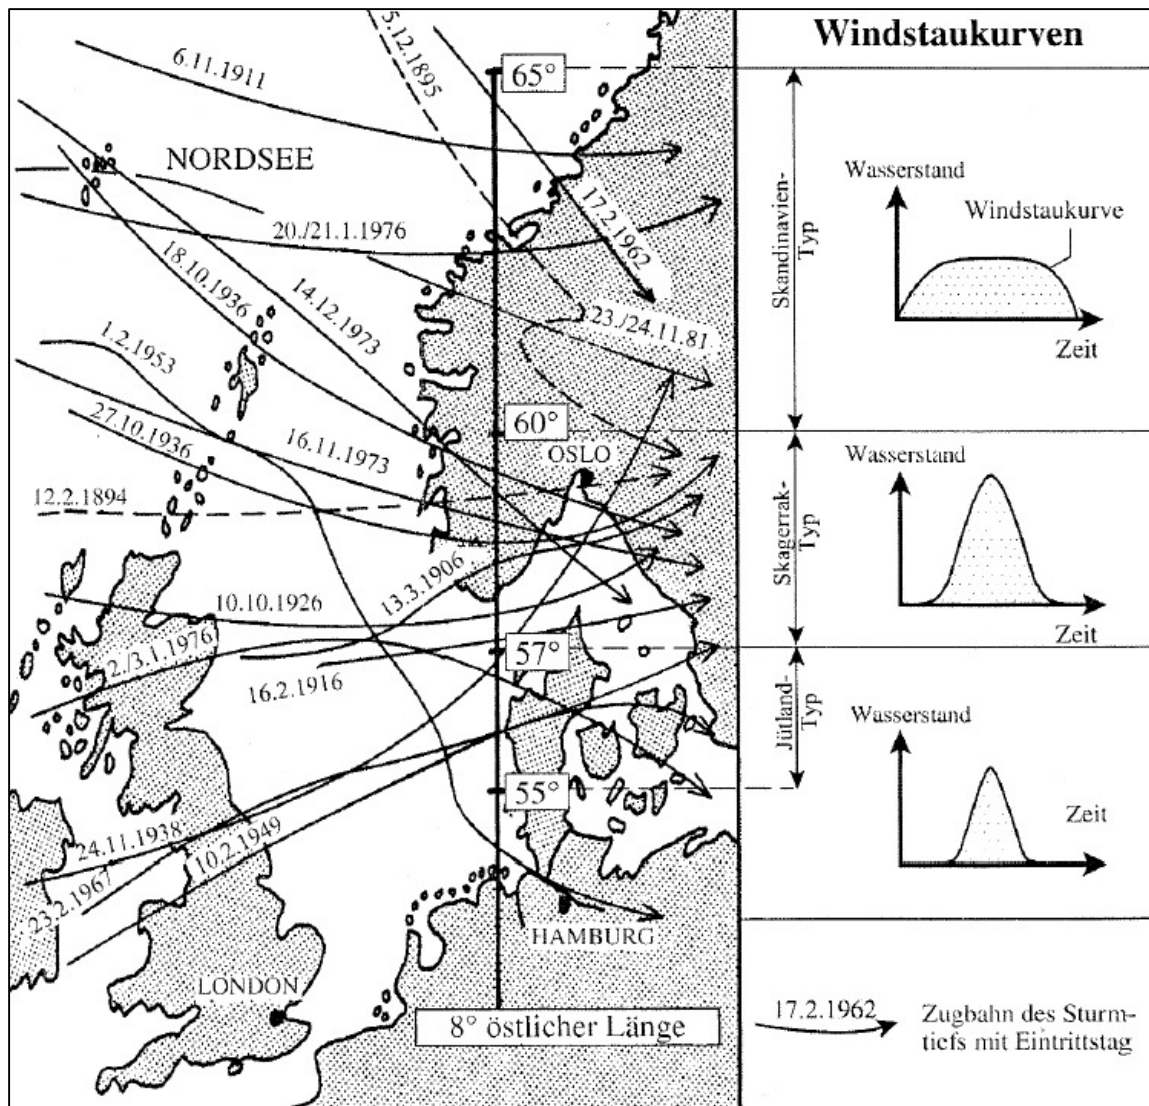 Windstaukurven
6.11.1911
5.12.1895
65°
NORDSEE
20./21.1.1976
17.2.1962
18.10.1936
14.12.1973
23./24.11.81
1.2.1953
27.10.1936
16.11.1973
60°
OSLO
12.2.1894
13.3.1906
10.10.1926
2./3.1.1976
57°
16.2.1916
55°
24.11.1938
23.2.1967
10.2.1949
HAMBURG
LONDON
8° östlicher Länge
Skandinavien-
Typ
Wasserstand
Windstaukurve
Zeit
Skagerrak-
Typ
Wasserstand
Zeit
Jütland-
Typ
Wasserstand
Zeit
17.2.1962
Zugbahn des Sturm-
tiefs mit Eintrittstag